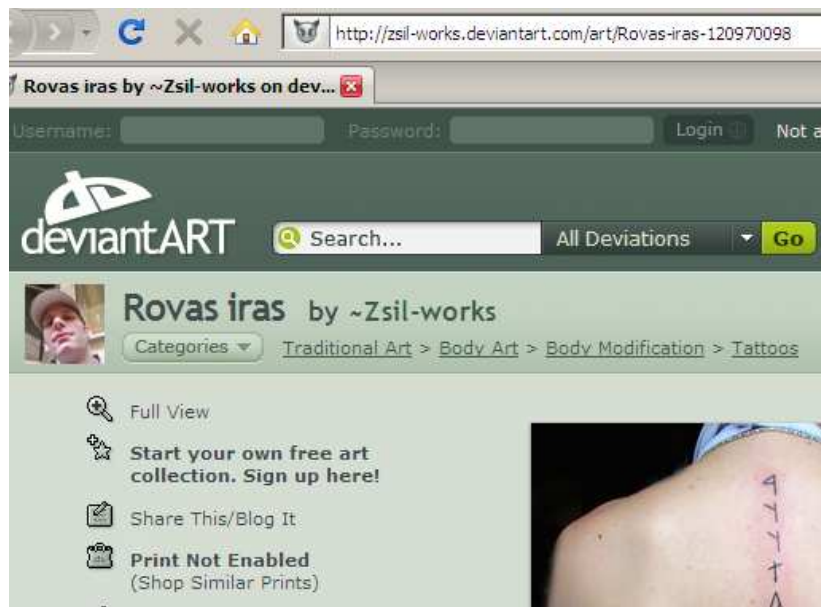 http://zsil-works.deviantart.com/art/Rovas-iras-120970098
Rovas iras by ~Zsil-works on dev...
Username: Password: Login Not a
deviantART Search... All Deviations Go
Rovas iras by ~Zsil-works
Categories Traditional Art > Body Art > Body Modification > Tattoos
Full View
Start your own free art
collection. Sign up here!
Share This/Blog It
Print Not Enabled
(Shop Similar Prints)